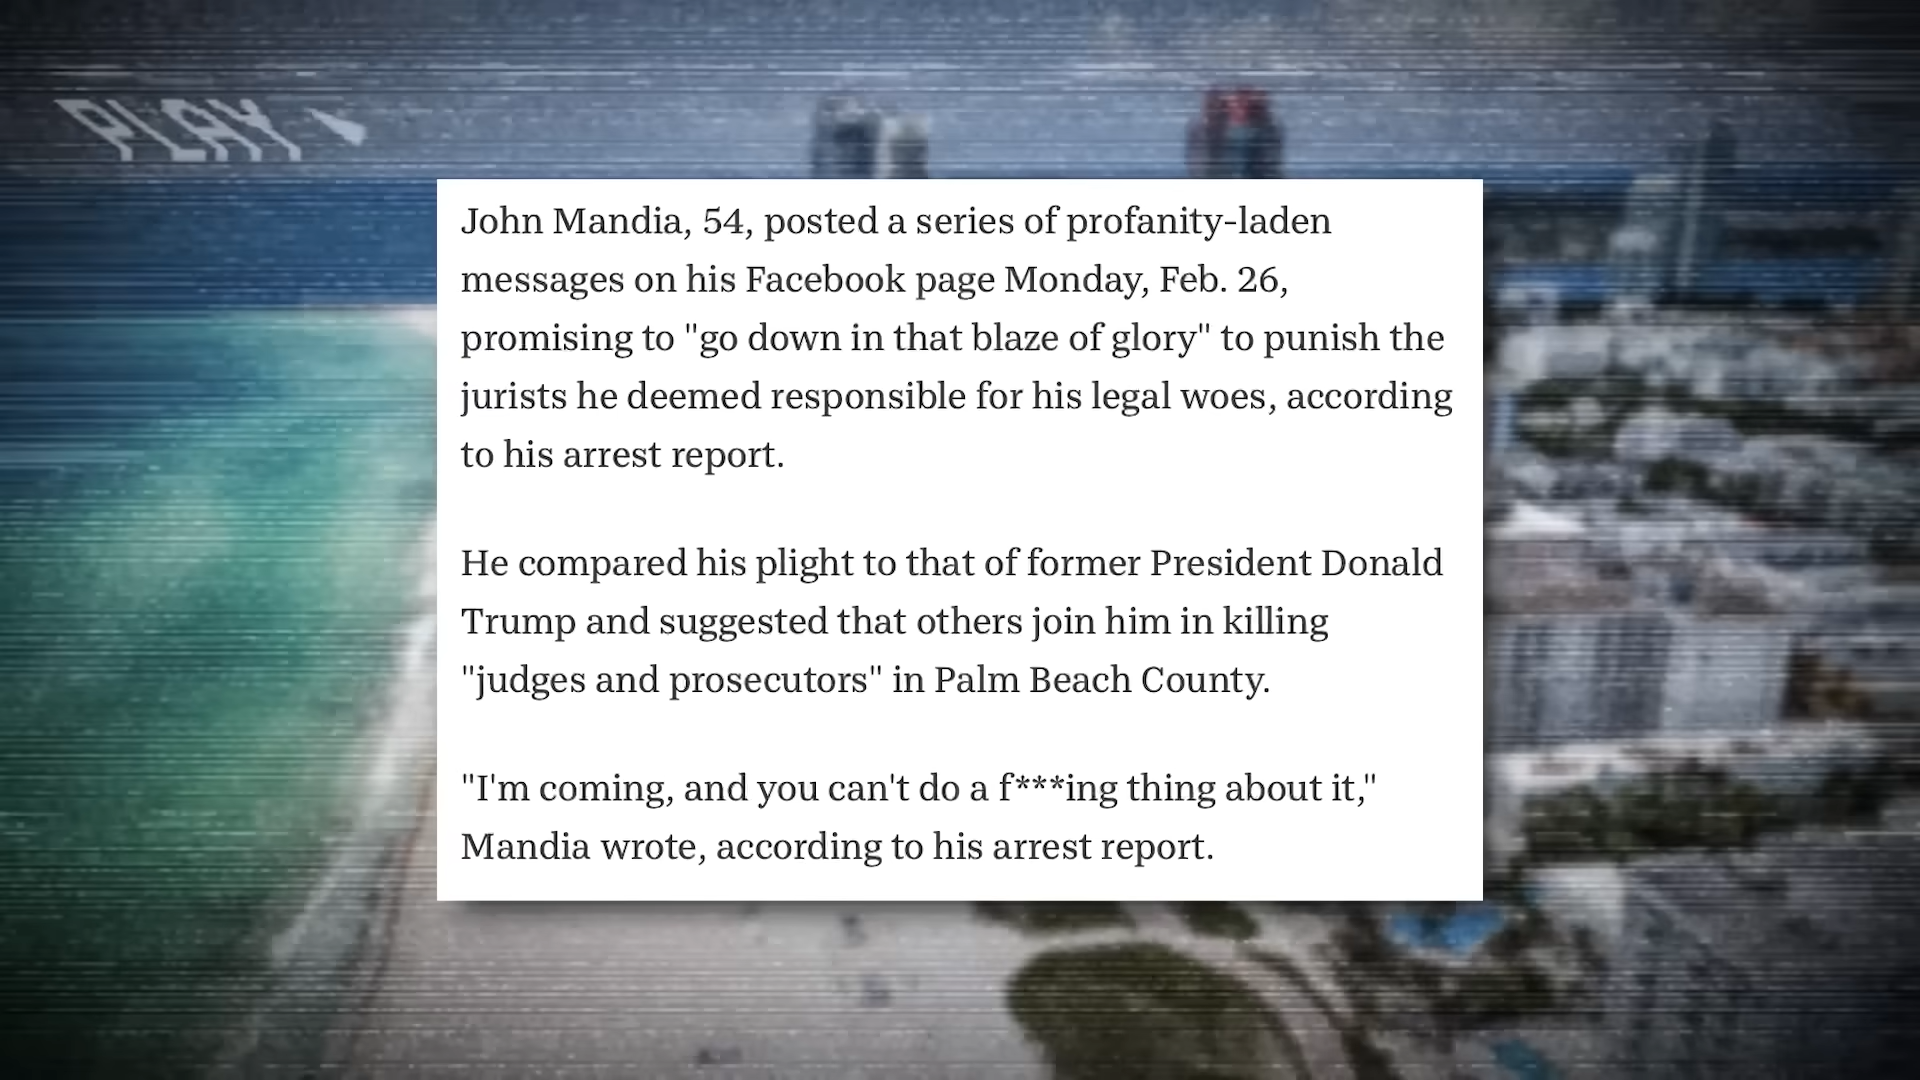 PLAY
John Mandia, 54, posted a series of profanity-laden
messages on his Facebook page Monday, Feb. 26,
promising to "go down in that blaze of glory" to punish the
jurists he deemed responsible for his legal woes, according
to his arrest report.
He compared his plight to that of former President Donald
Trump and suggested that others join him in killing
"judges and prosecutors" in Palm Beach County.
"I'm coming, and you can't do a f***ing thing about it,"
Mandia wrote, according to his arrest report.